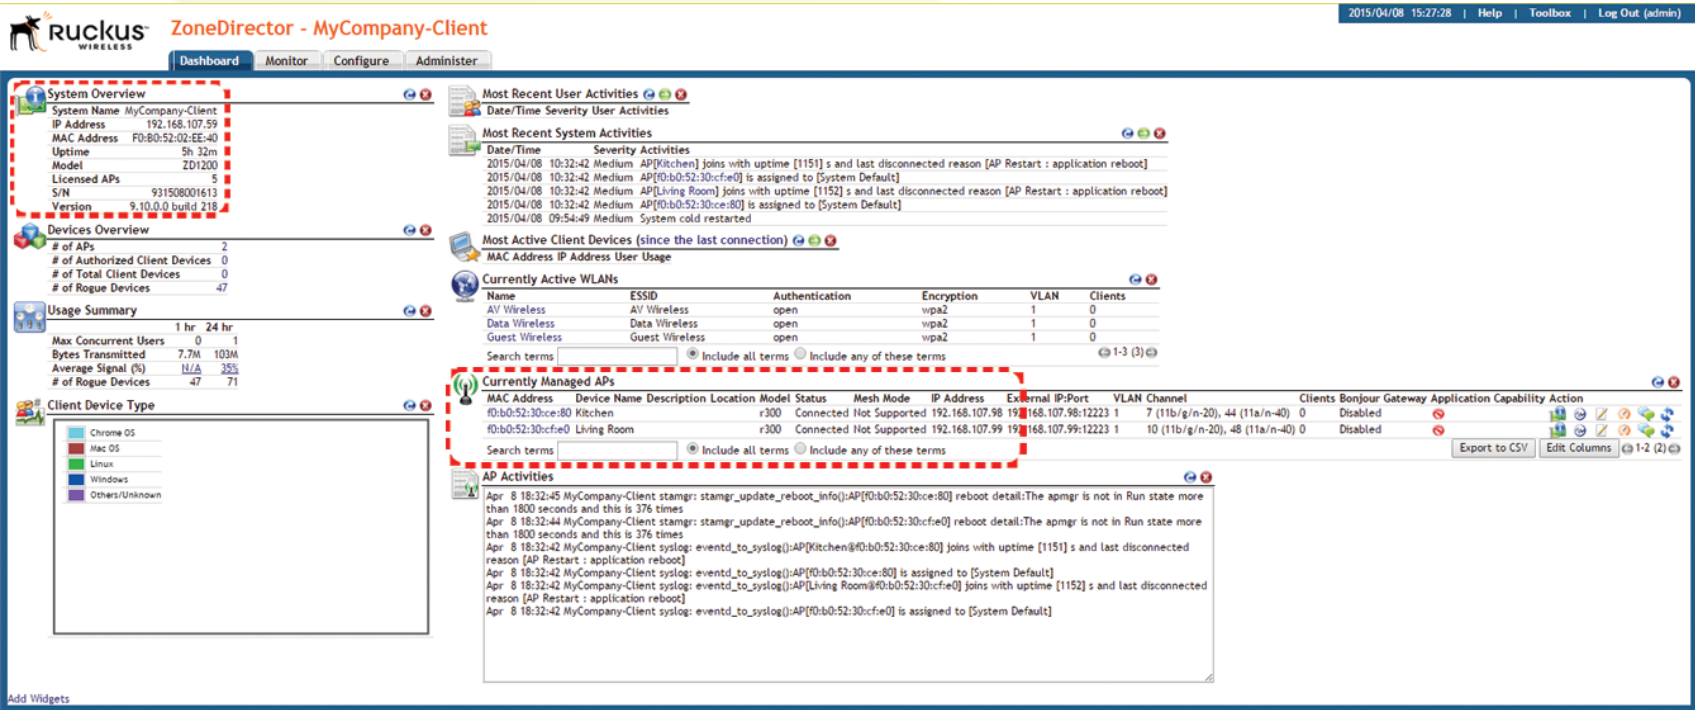 2015/04/08 15:27:28 | Help | Toolbox | Log Out (admin)
RUCKUS
WIRELESS
ZoneDirector - MyCompany-Client
Dashboard Monitor Configure Administer
System Overview
System Name MyCompany-Client
IP Address 192.168.107.59
MAC Address F0:B0:52:02:EE:40
Uptime 5h 32m
Model ZD1200
Licensed APs 5
S/N 931508001613
Version 9.10.0.0 build 218
Devices Overview
# of APs 2
# of Authorized Client Devices 0
# of Total Client Devices 0
# of Rogue Devices 47
Usage Summary
1 hr 24 hr
Max Concurrent Users 0 1
Bytes Transmitted 7.7M 103M
Average Signal (%) N/A 35%
# of Rogue Devices 47 71
Client Device Type
Chrome OS
Mac OS
Linux
Windows
Others/Unknown
Add Widgets
Most Recent User Activities
Date/Time Severity User Activities
Most Recent System Activities
Date/Time Severity Activities
2015/04/08 10:32:42 Medium AP[Kitchen] joins with uptime [1151] s and last disconnected reason [AP Restart : application reboot]
2015/04/08 10:32:42 Medium AP[f0:b0:52:30:cf:e0] is assigned to [System Default]
2015/04/08 10:32:42 Medium AP[Living Room] joins with uptime [1152] s and last disconnected reason [AP Restart : application reboot]
2015/04/08 10:32:42 Medium AP[f0:b0:52:30:ce:80] is assigned to [System Default]
2015/04/08 09:54:49 Medium System cold restarted
Most Active Client Devices (since the last connection)
MAC Address IP Address User Usage
Currently Active WLANs
Name ESSID Authentication Encryption VLAN Clients
AV Wireless AV Wireless open wpa2 1 0
Data Wireless Data Wireless open wpa2 1 0
Guest Wireless Guest Wireless open wpa2 1 0
Search terms Include all terms Include any of these terms 1-3 (3)
Currently Managed APs
MAC Address Device Name Description Location Model Status Mesh Mode IP Address External IP:Port VLAN Channel Clients Bonjour Gateway Application Capability Action
f0:b0:52:30:ce:80 Kitchen r300 Connected Not Supported 192.168.107.98 192.168.107.98:12223 1 7 (11b/g/n-20), 44 (11a/n-40) 0 Disabled
f0:b0:52:30:cf:e0 Living Room r300 Connected Not Supported 192.168.107.99 192.168.107.99:12223 1 10 (11b/g/n-20), 48 (11a/n-40) 0 Disabled
Search terms Include all terms Include any of these terms Export to CSV Edit Columns 1-2 (2)
AP Activities
Apr 8 18:32:45 MyCompany-Client stamgr: stamgr_update_reboot_info():AP[f0:b0:52:30:ce:80] reboot detail:The apmgr is not in Run state more
than 1800 seconds and this is 376 times
Apr 8 18:32:44 MyCompany-Client stamgr: stamgr_update_reboot_info():AP[f0:b0:52:30:cf:e0] reboot detail:The apmgr is not in Run state more
than 1800 seconds and this is 376 times
Apr 8 18:32:42 MyCompany-Client syslog: eventd_to_syslog():AP[Kitchen@f0:b0:52:30:ce:80] joins with uptime [1151] s and last disconnected
reason [AP Restart : application reboot]
Apr 8 18:32:42 MyCompany-Client syslog: eventd_to_syslog():AP[f0:b0:52:30:ce:80] is assigned to [System Default]
Apr 8 18:32:42 MyCompany-Client syslog: eventd_to_syslog():AP[Living Room@f0:b0:52:30:cf:e0] joins with uptime [1152] s and last disconnected
reason [AP Restart : application reboot]
Apr 8 18:32:42 MyCompany-Client syslog: eventd_to_syslog():AP[f0:b0:52:30:cf:e0] is assigned to [System Default]